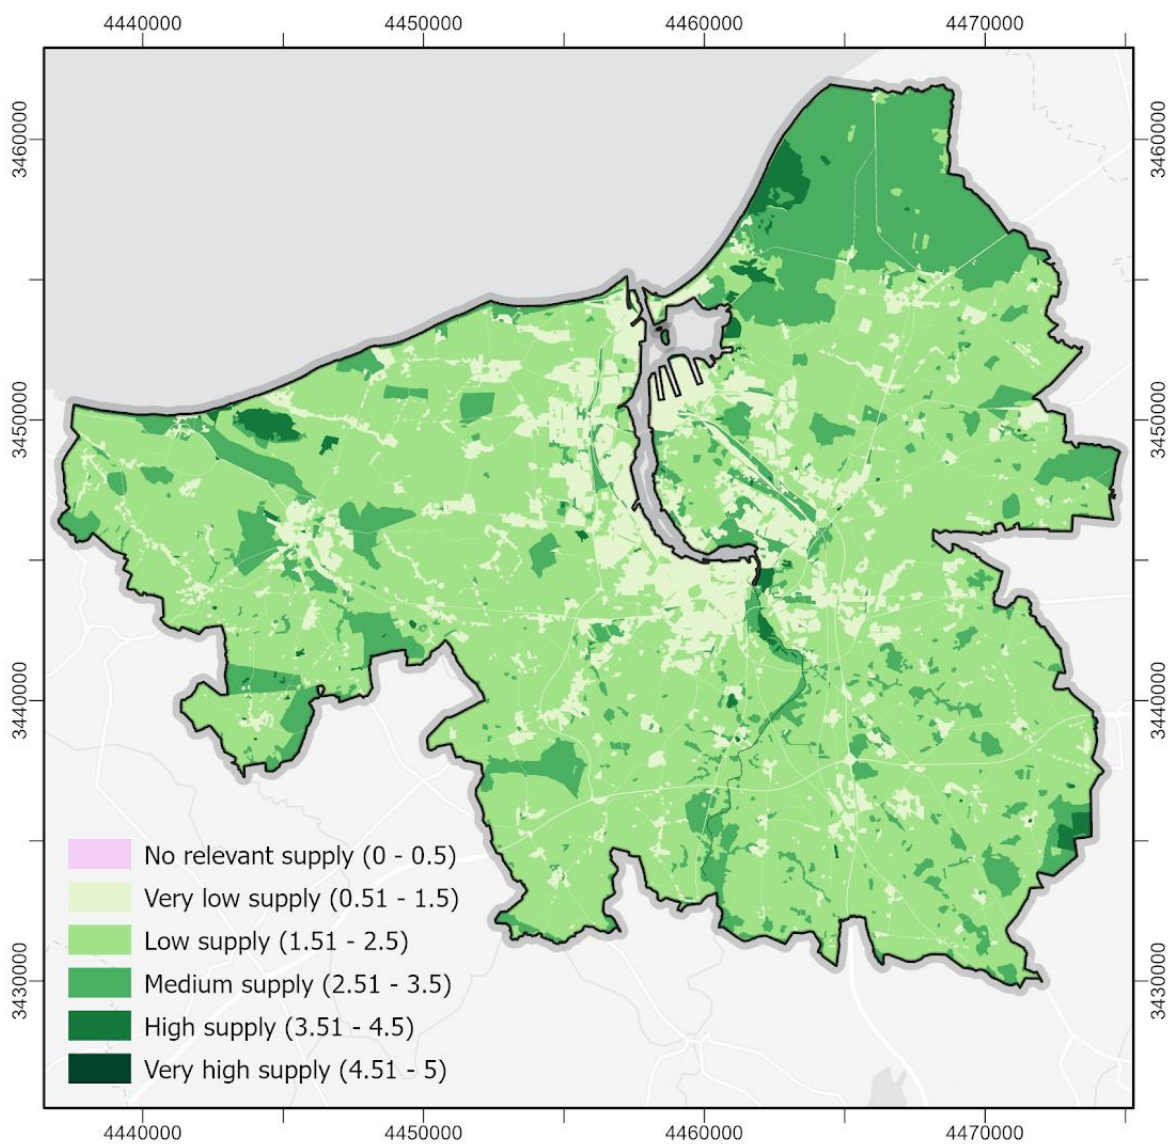 4440000 4450000 4460000 4470000
3460000 3460000
3450000 3450000
3440000 3440000
3430000 3430000
No relevant supply (0 - 0.5)
Very low supply (0.51 - 1.5)
Low supply (1.51 - 2.5)
Medium supply (2.51 - 3.5)
High supply (3.51 - 4.5)
Very high supply (4.51 - 5)
4440000 4450000 4460000 4470000